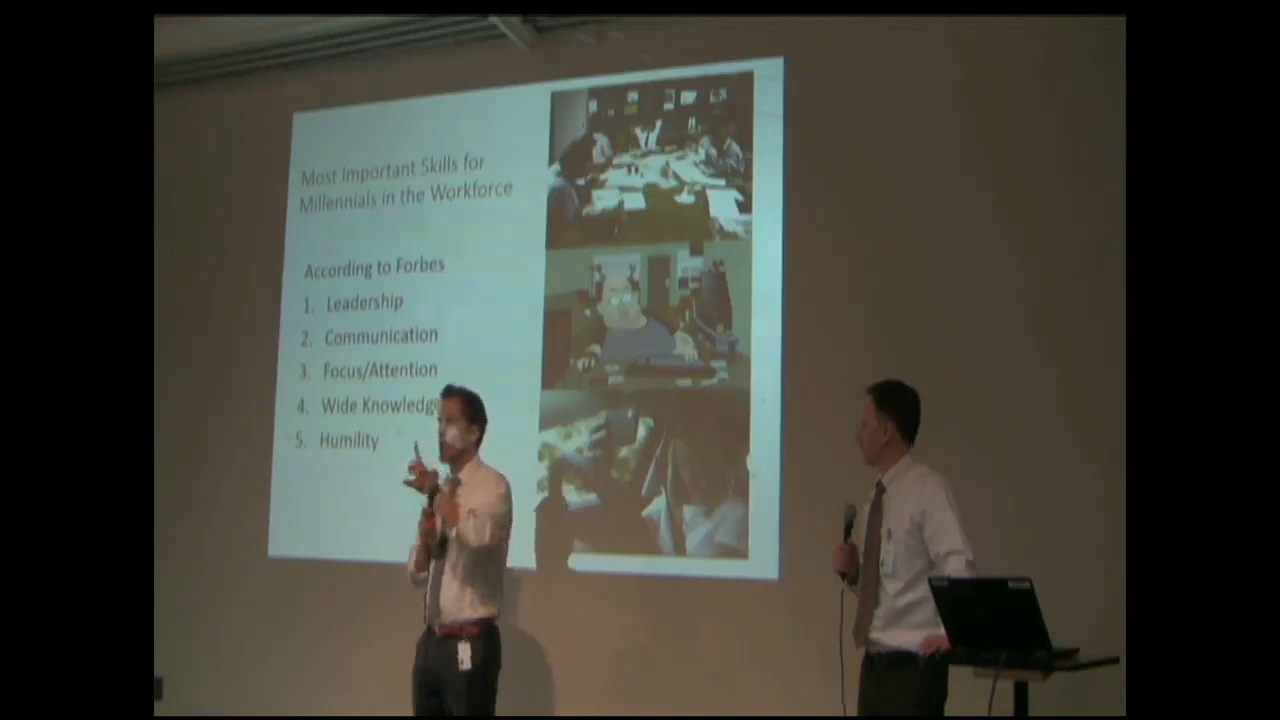 Most Important Skills for
Millennials in the Workforce
According to Forbes
1. Leadership
2. Communication
3. Focus/Attention
4. Wide Knowledg
5. Humility